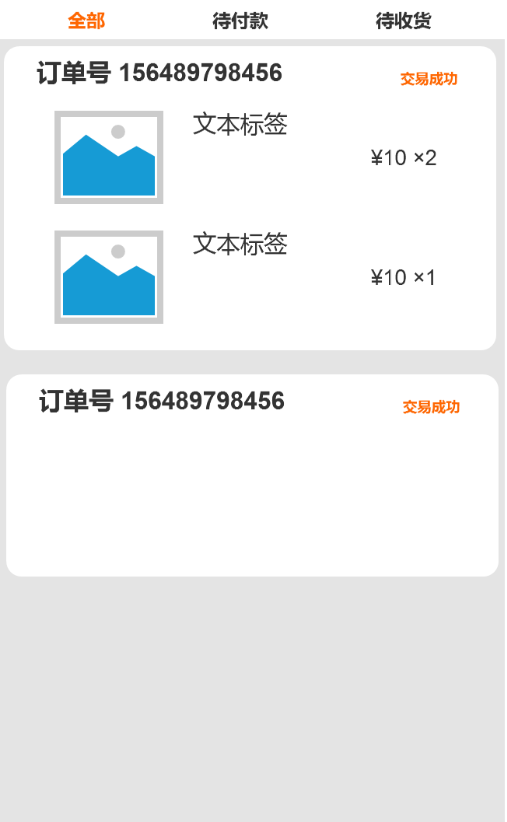 全部 待付款 待收货
订单号 156489798456 交易成功
文本标签
¥10 ×2
文本标签
¥10 ×1
订单号 156489798456 交易成功